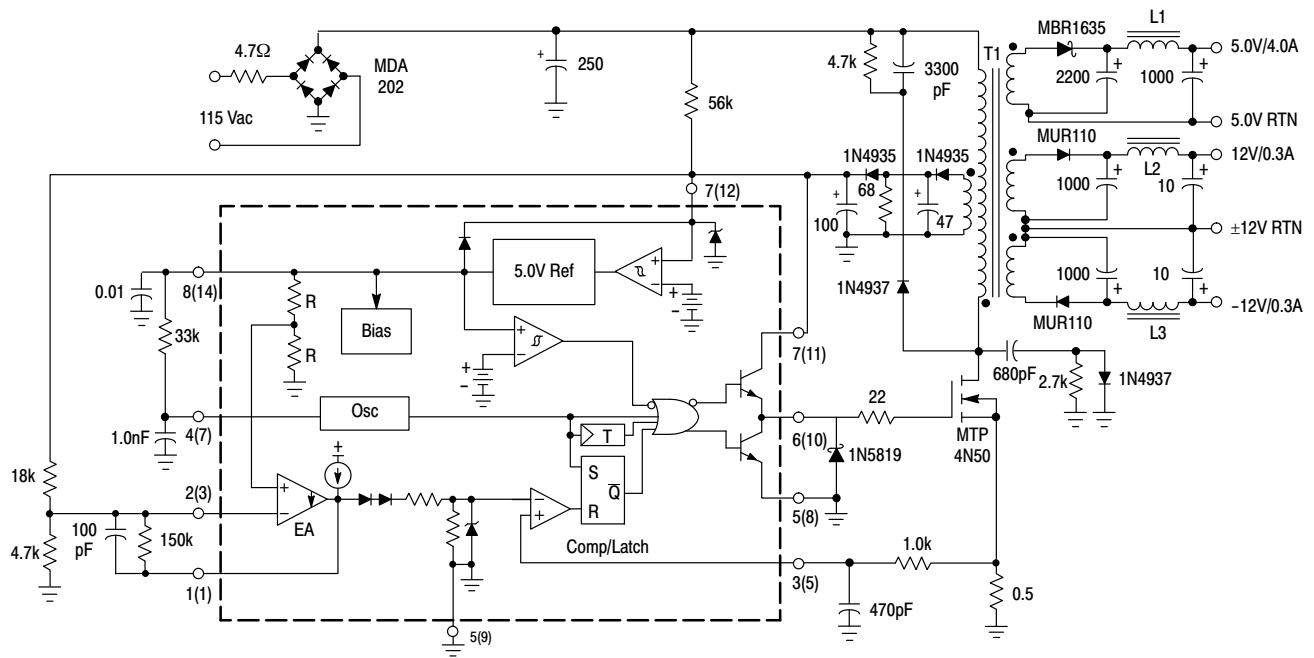 4.7Ω
MDA
202
115 Vac
+
250
56k
4.7k
3300
pF
T1
MBR1635
L1
5.0V/4.0A
+
2200
+
1000
5.0V RTN
MUR110
12V/0.3A
L2
+
1000
+
10
±12V RTN
1000
+
10
+
MUR110
L3
–12V/0.3A
1N4935
1N4935
68
+
100
+
47
1N4937
7(12)
0.01
8(14)
33k
R
R
Bias
5.0V Ref
+
–
+
–
+
–
+
–
7(11)
680pF
2.7k
1N4937
Osc
4(7)
1.0nF
T
S
Q
R
6(10)
22
MTP
4N50
1N5819
5(8)
18k
2(3)
+
–
EA
+
–
+
Comp/Latch
100
pF
150k
4.7k
1(1)
3(5)
1.0k
470pF
0.5
5(9)